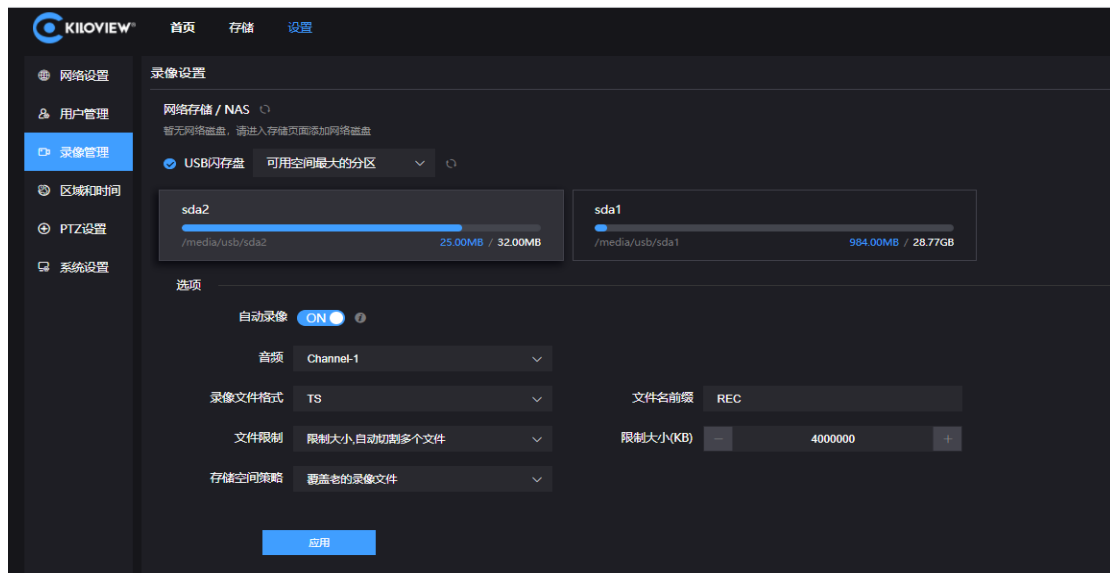 KILOVIEW® 首页 存储 设置
网络设置
用户管理
录像管理
区域和时间
PTZ设置
系统设置
录像设置
网络存储 / NAS
暂无网络磁盘，请进入存储页面添加网络磁盘
USB闪存盘 可用空间最大的分区
sda2
/media/usb/sda2 25.00MB / 32.00MB
sda1
/media/usb/sda1 984.00MB / 28.77GB
选项
自动录像 ON
音频 Channel-1
录像文件格式 TS 文件名前缀 REC
文件限制 限制大小,自动切割多个文件 限制大小(KB) − 4000000 +
存储空间策略 覆盖老的录像文件
应用